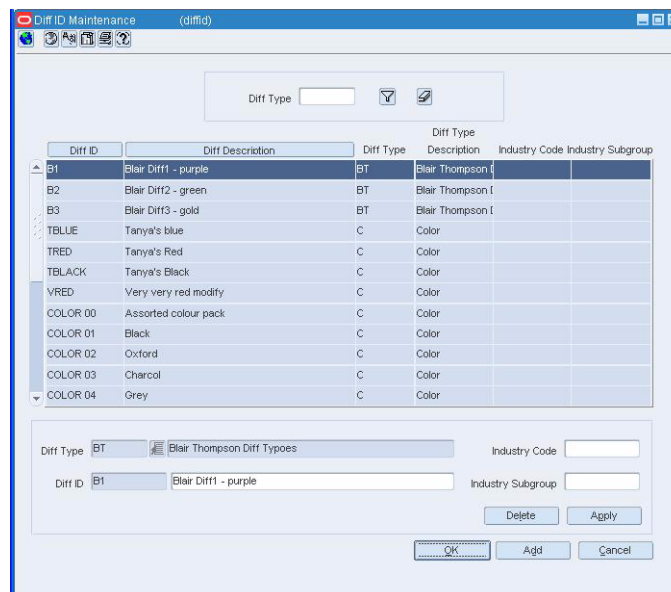 Diff ID Maintenance (diffid)
Diff Type
Diff Type
Diff ID Diff Description Diff Type Description Industry Code Industry Subgroup
B1 Blair Diff1 - purple BT Blair Thompson D
B2 Blair Diff2 - green BT Blair Thompson D
B3 Blair Diff3 - gold BT Blair Thompson D
TBLUE Tanya's blue C Color
TRED Tanya's Red C Color
TBLACK Tanya's Black C Color
VRED Very very red modify C Color
COLOR 00 Assorted colour pack C Color
COLOR 01 Black C Color
COLOR 02 Oxford C Color
COLOR 03 Charcol C Color
COLOR 04 Grey C Color
Diff Type BT Blair Thompson Diff Typoes Industry Code
Diff ID B1 Blair Diff1 - purple Industry Subgroup
Delete Apply
OK Add Cancel